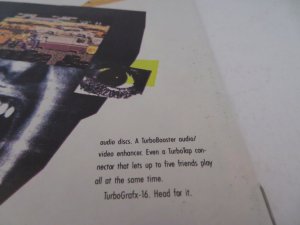 audio discs. A TurboBooster audio/
video enhancer. Even a TurboTap con-
nector that lets up to five friends play
all at the same time.
TurboGrafx-16. Head for it.